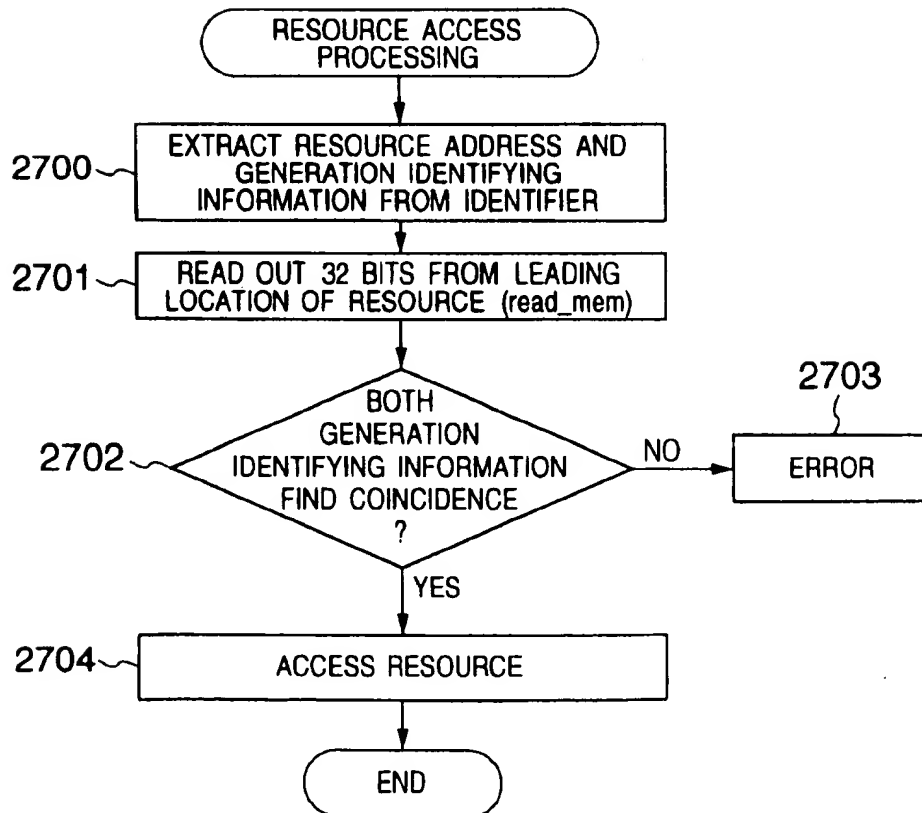 RESOURCE ACCESS
PROCESSING
2700
EXTRACT RESOURCE ADDRESS AND
GENERATION IDENTIFYING
INFORMATION FROM IDENTIFIER
2701
READ OUT 32 BITS FROM LEADING
LOCATION OF RESOURCE (read_mem)
2702
BOTH
GENERATION
IDENTIFYING INFORMATION
FIND COINCIDENCE
?
NO
2703
ERROR
YES
2704
ACCESS RESOURCE
END